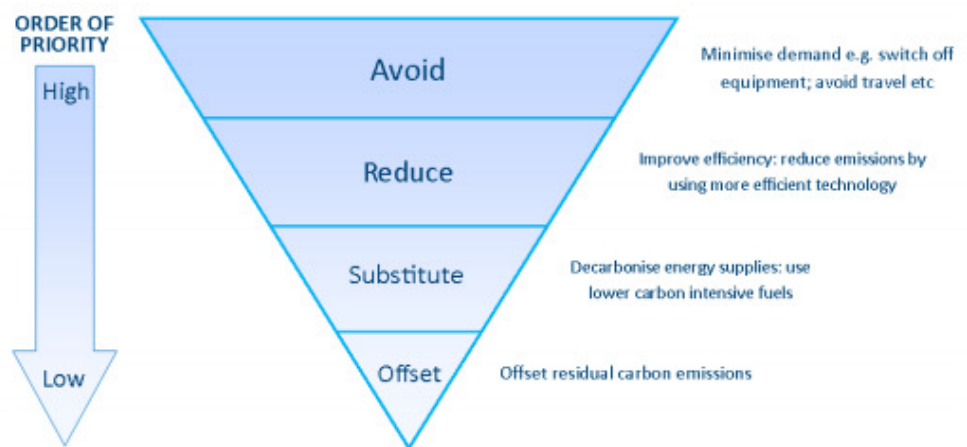 ORDER OF
PRIORITY
High
Low
Avoid
Minimise demand e.g. switch off
equipment; avoid travel etc
Reduce
Improve efficiency: reduce emissions by
using more efficient technology
Substitute
Decarbonise energy supplies: use
lower carbon intensive fuels
Offset
Offset residual carbon emissions